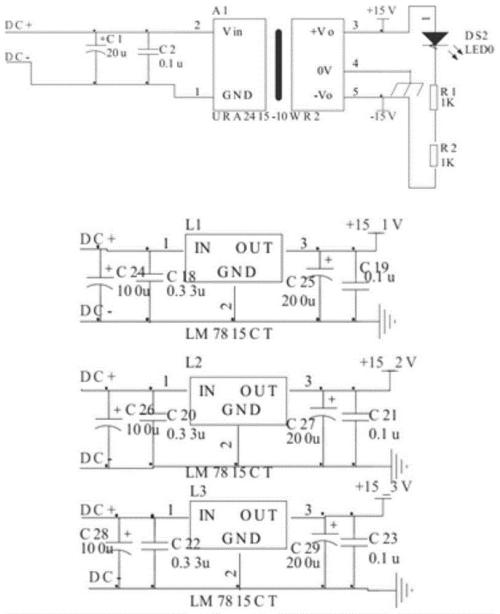 DC+ 2 A1 3 +15V 1
C1 20u C2 0.1u Vin +Vo DS2 LED0
DC- 0V 4
1 GND -Vo 5 R1 1K
URA2415-10WR2 -15V
R2 1K
L1 +15_1V
DC+ 1 IN OUT 3
+ C24 100u C18 0.33u GND + C25 200u C19 0.1u
DC- 2
LM7815CT
L2 +15_2V
DC+ 1 IN OUT 3
+ C26 100u C20 0.33u GND + C27 200u C21 0.1u
DC- 2
LM7815CT
L3 +15_3V
DC+ 1 IN OUT 3
C28 100u + C22 0.33u GND + C29 200u C23 0.1u
DC- 2
LM7815CT